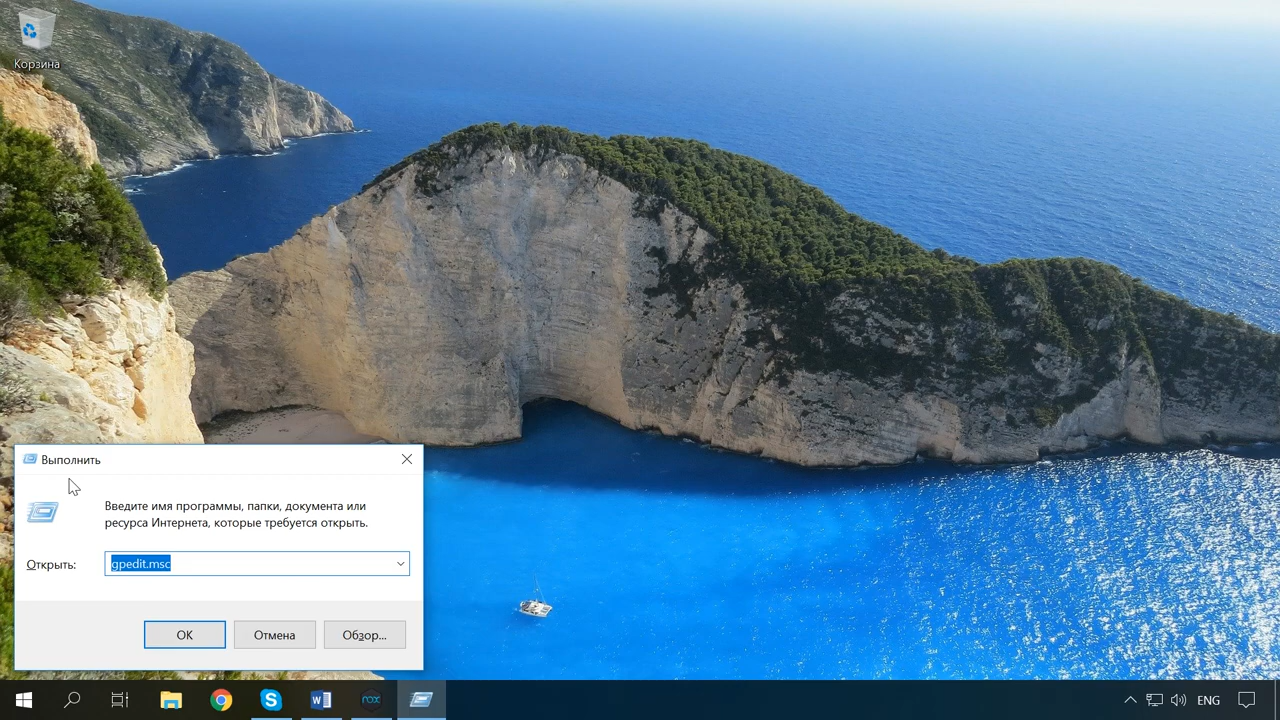 Корзина
Выполнить
Введите имя программы, папки, документа или
ресурса Интернета, которые требуется открыть.
Открыть:
gpedit.msc
OK
Отмена
Обзор...
S
W
rox
ENG